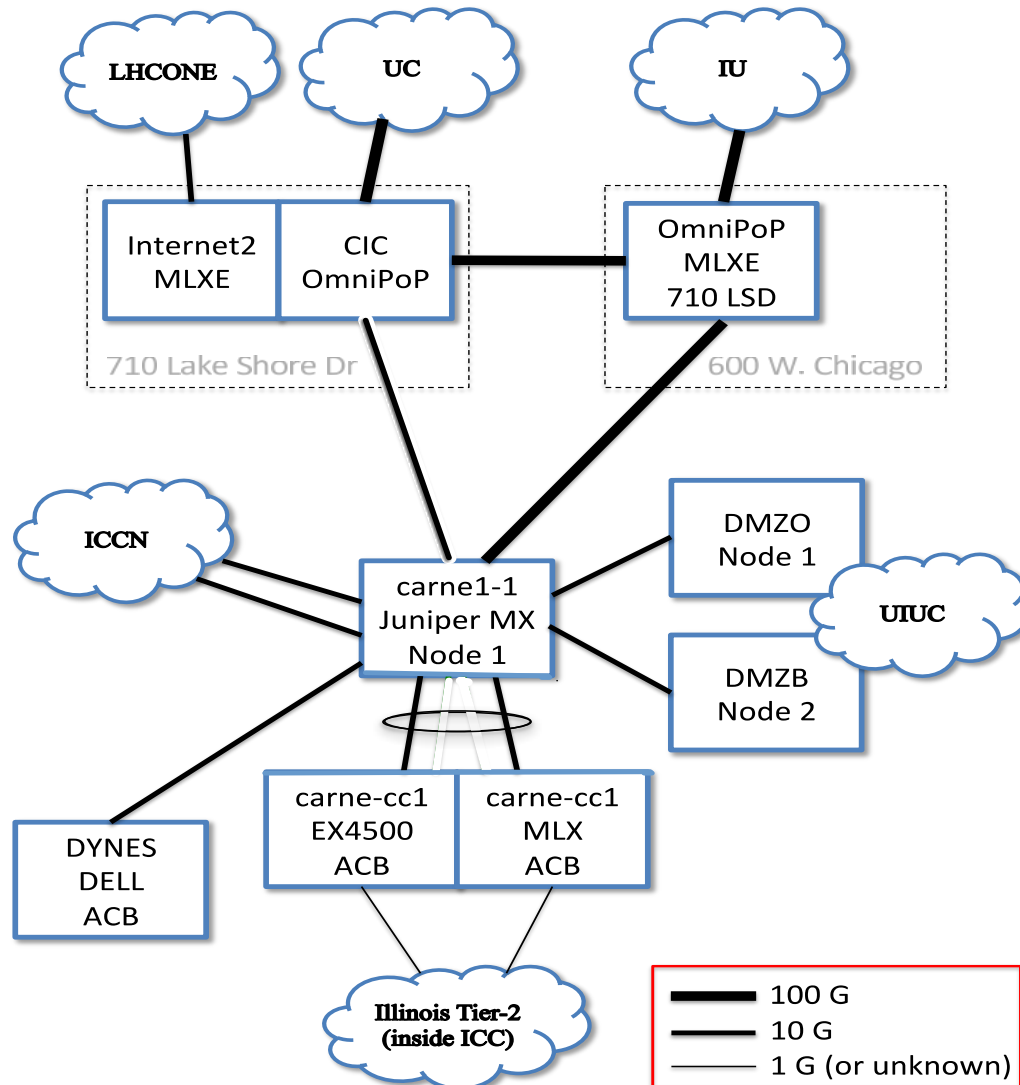 LHCONE
UC
IU
Internet2
MLXE
CIC
OmniPoP
OmniPoP
MLXE
710 LSD
710 Lake Shore Dr
600 W. Chicago
ICCN
carne1-1
Juniper MX
Node 1
DMZO
Node 1
UIUC
DMZB
Node 2
carne-cc1
EX4500
ACB
carne-cc1
MLX
ACB
DYNES
DELL
ACB
Illinois Tier-2
(inside ICC)
100 G
10 G
1 G (or unknown)